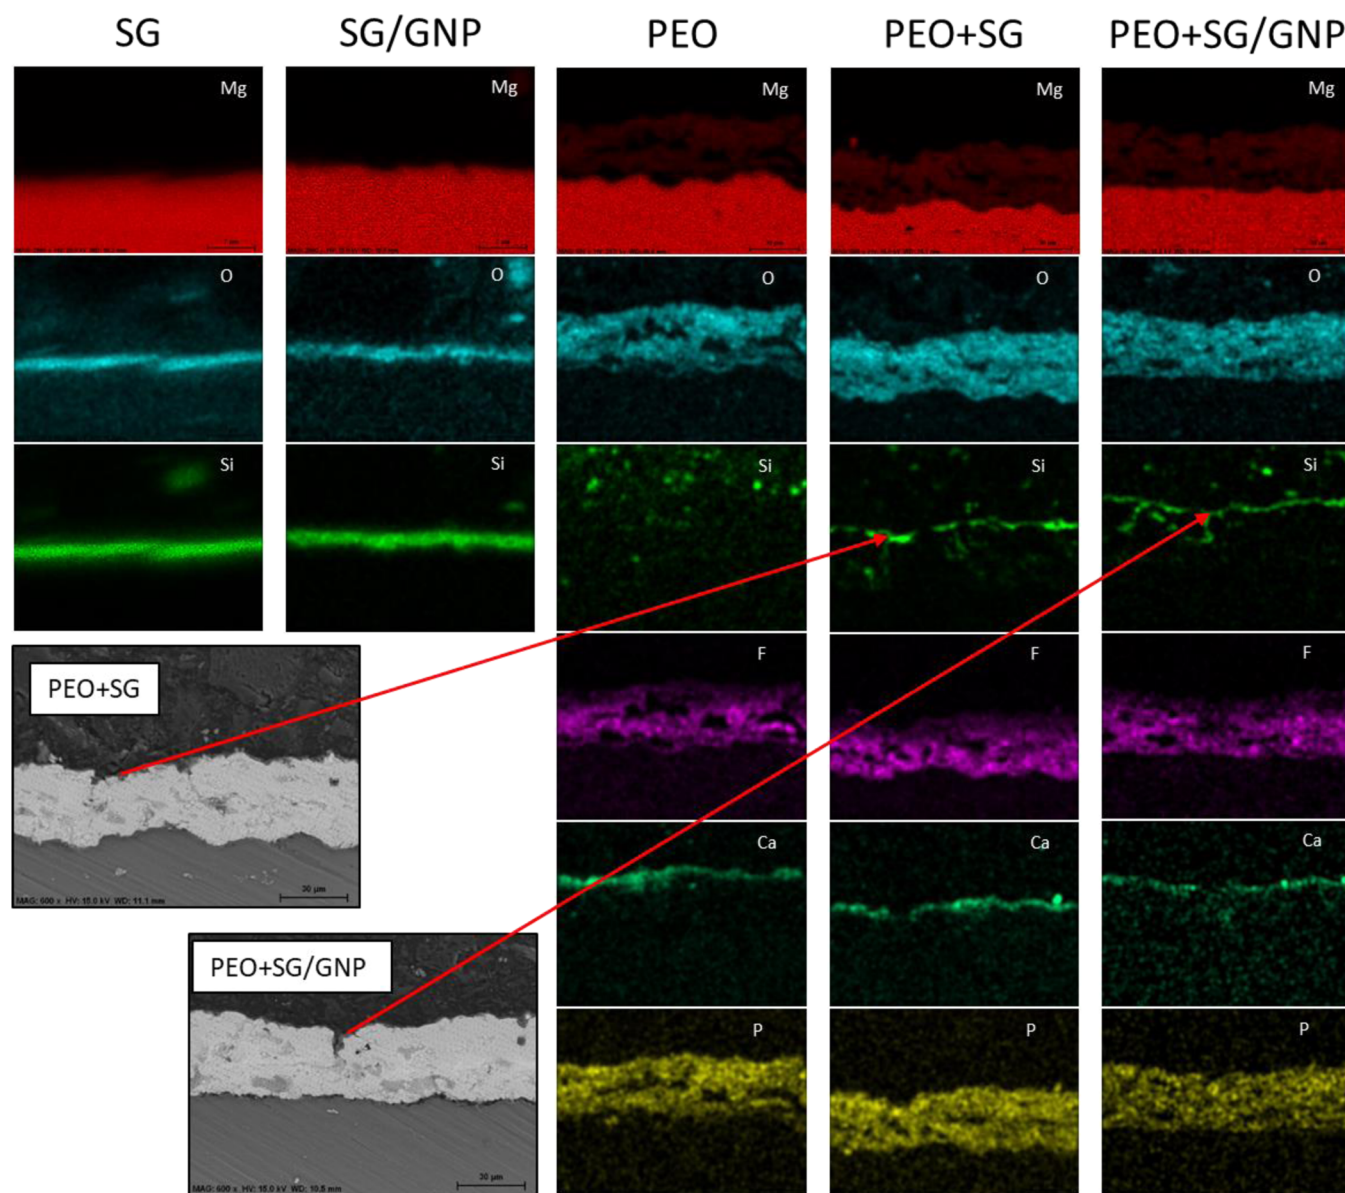 SG SG/GNP PEO PEO+SG PEO+SG/GNP
Mg Mg Mg Mg Mg
O O O O O
Si Si Si Si Si
F F F
PEO+SG
30 µm
MAG: 600 x HV: 15.0 kV WD: 11.1 mm
Ca Ca Ca
PEO+SG/GNP
30 µm
MAG: 600 x HV: 15.0 kV WD: 10.5 mm
P P P